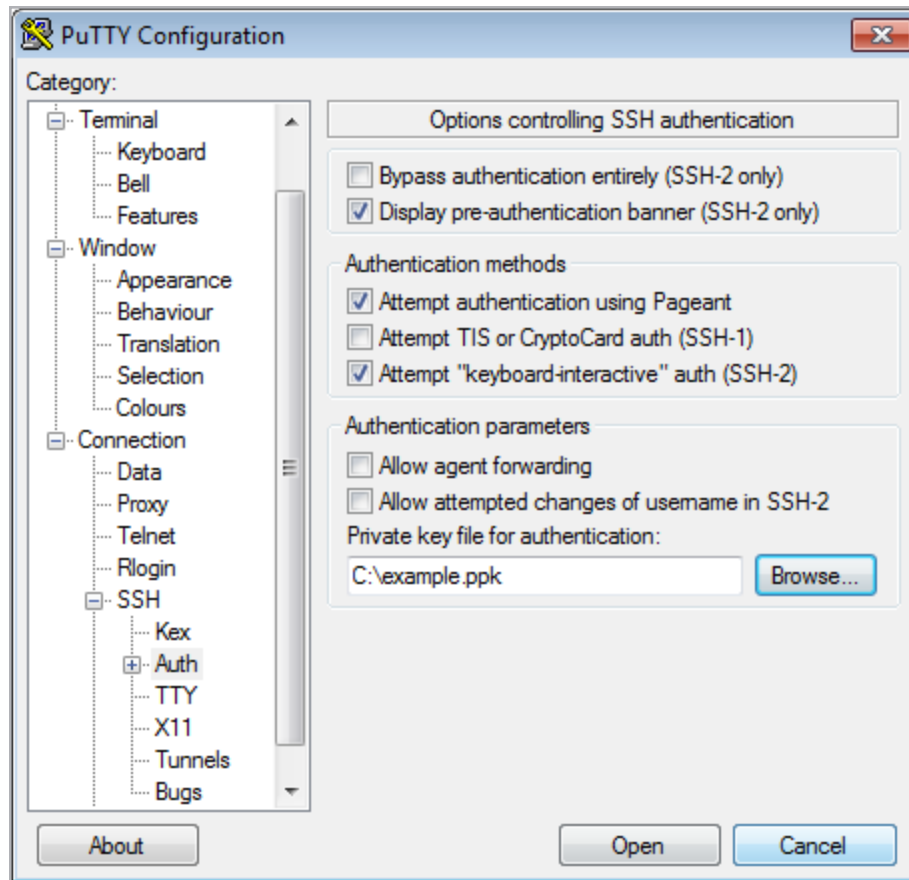 PuTTY Configuration
Category:
Terminal
Keyboard
Bell
Features
Window
Appearance
Behaviour
Translation
Selection
Colours
Connection
Data
Proxy
Telnet
Rlogin
SSH
Kex
Auth
TTY
X11
Tunnels
Bugs
Options controlling SSH authentication
Bypass authentication entirely (SSH-2 only)
Display pre-authentication banner (SSH-2 only)
Authentication methods
Attempt authentication using Pageant
Attempt TIS or CryptoCard auth (SSH-1)
Attempt "keyboard-interactive" auth (SSH-2)
Authentication parameters
Allow agent forwarding
Allow attempted changes of username in SSH-2
Private key file for authentication:
C:\example.ppk
Browse...
About
Open
Cancel